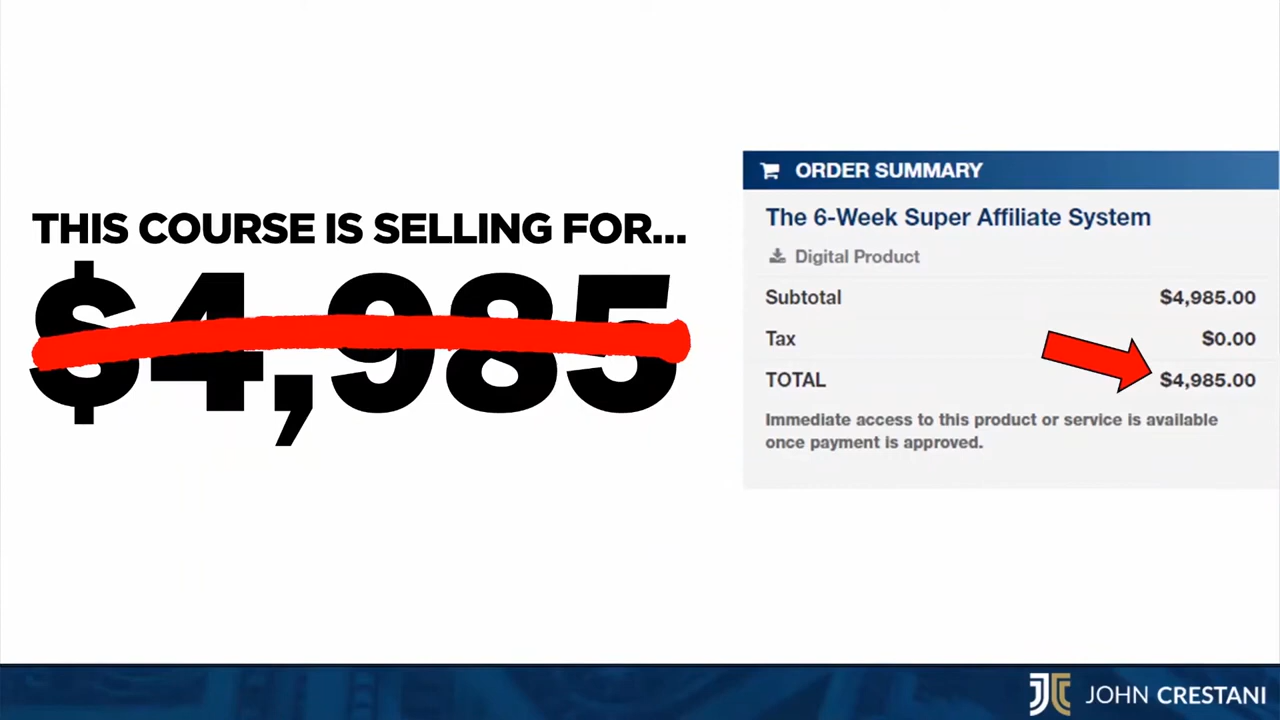 THIS COURSE IS SELLING FOR...
$4,985
ORDER SUMMARY
The 6-Week Super Affiliate System
Digital Product
Subtotal $4,985.00
Tax $0.00
TOTAL $4,985.00
Immediate access to this product or service is available
once payment is approved.
JC JOHN CRESTANI